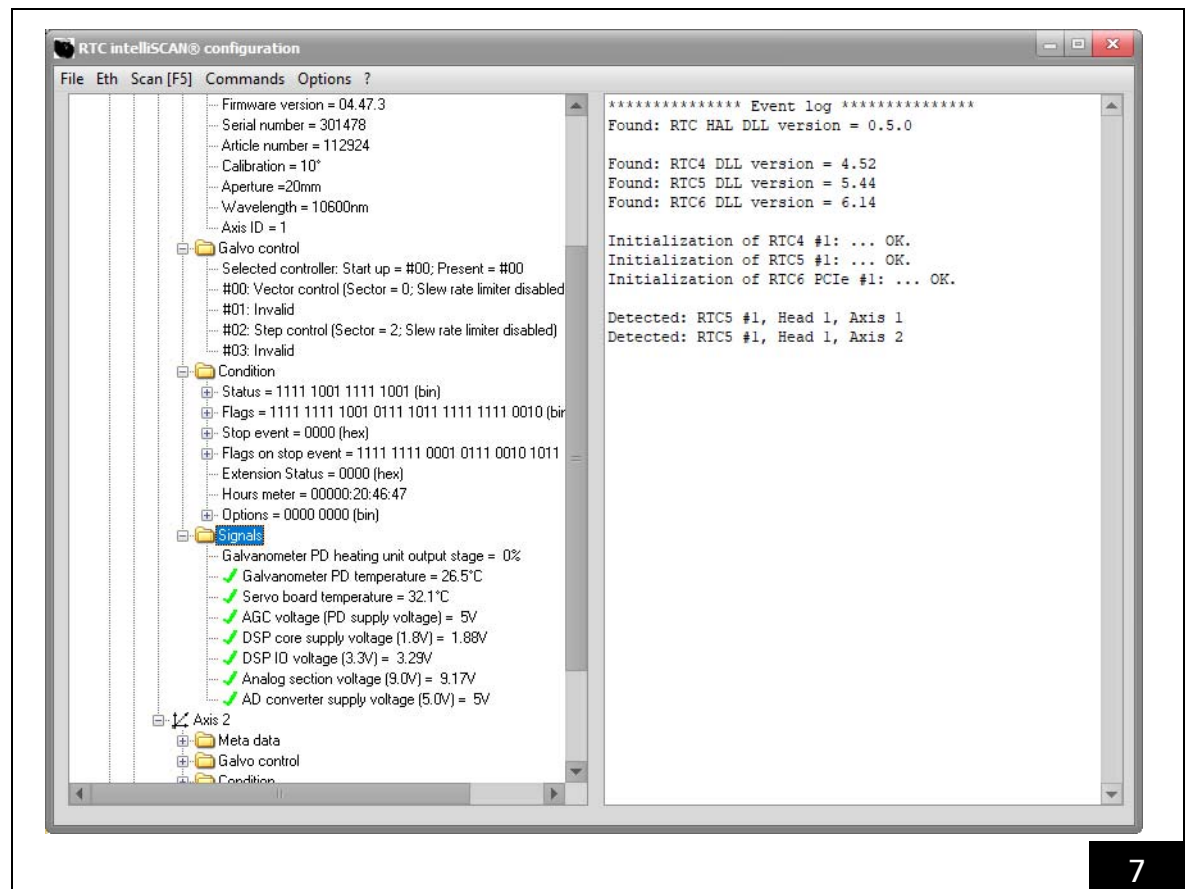 RTC intelliSCAN® configuration
File Eth Scan [F5] Commands Options ?
Firmware version = 04.47.3
Serial number = 301478
Article number = 112924
Calibration = 10°
Aperture =20mm
Wavelength = 10600nm
Axis ID = 1
Galvo control
Selected controller: Start up = #00; Present = #00
#00: Vector control (Sector = 0; Slew rate limiter disabled
#01: Invalid
#02: Step control (Sector = 2; Slew rate limiter disabled)
#03: Invalid
Condition
Status = 1111 1001 1111 1001 (bin)
Flags = 1111 1111 1001 0111 1011 1111 1111 0010 (bir
Stop event = 0000 (hex)
Flags on stop event = 1111 1111 0001 0111 0010 1011
Extension Status = 0000 (hex)
Hours meter = 00000:20:46:47
Options = 0000 0000 (bin)
Signals
Galvanometer PD heating unit output stage = 0%
Galvanometer PD temperature = 26.5°C
Servo board temperature = 32.1°C
AGC voltage (PD supply voltage) = 5V
DSP core supply voltage (1.8V) = 1.88V
DSP IO voltage (3.3V) = 3.29V
Analog section voltage (9.0V) = 9.17V
AD converter supply voltage (5.0V) = 5V
Axis 2
Meta data
Galvo control
Condition
*************** Event log ***************
Found: RTC HAL DLL version = 0.5.0
Found: RTC4 DLL version = 4.52
Found: RTC5 DLL version = 5.44
Found: RTC6 DLL version = 6.14
Initialization of RTC4 #1: ... OK.
Initialization of RTC5 #1: ... OK.
Initialization of RTC6 PCIe #1: ... OK.
Detected: RTC5 #1, Head 1, Axis 1
Detected: RTC5 #1, Head 1, Axis 2
7